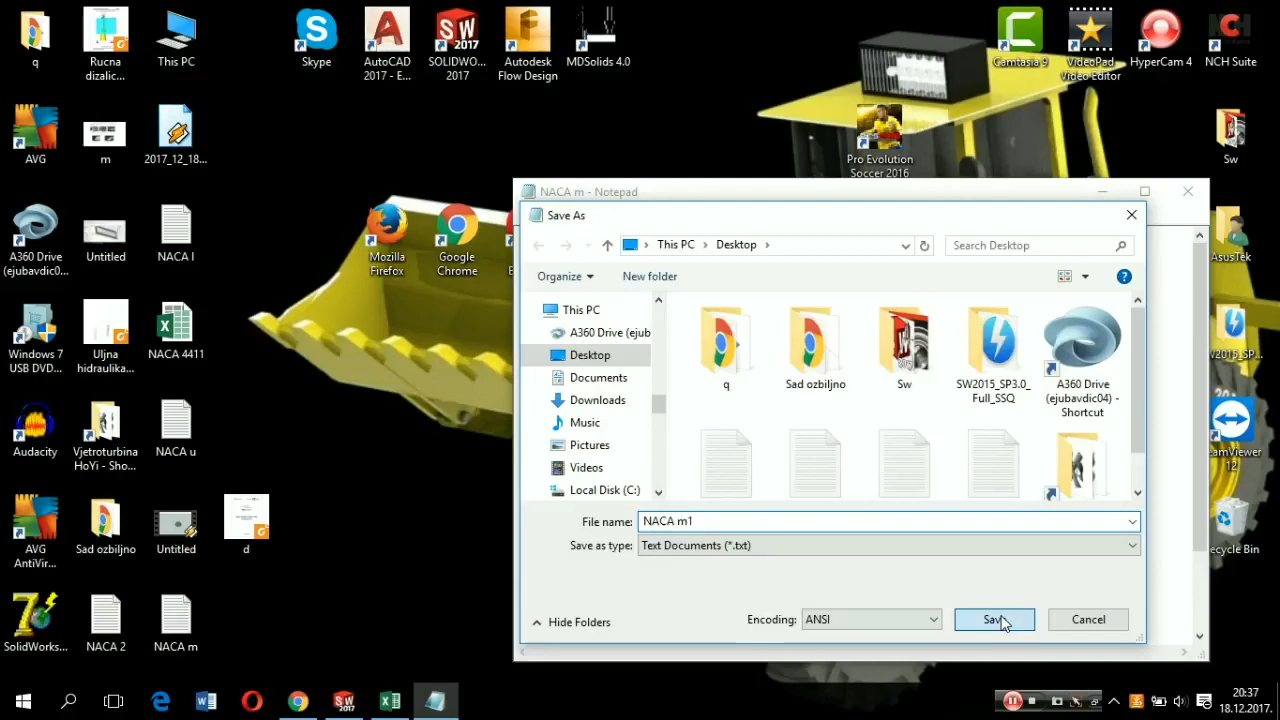 q
Rucna
dizalic...
This PC
Skype
AutoCAD
2017 - E...
SOLIDWO...
2017
Autodesk
Flow Design
MDSolids 4.0
Camtasia 9
VideoPad
Video Editor
HyperCam 4
NCH Suite
AVG
m
2017_12_18...
Pro Evolution
Soccer 2016
Sw
A360 Drive
(ejubavdic0...
Untitled
NACA l
Mozilla
Firefox
Google
Chrome
AsusTek
Windows 7
USB DVD...
Uljna
hidraulika...
NACA 4411
W2015_SP...
Audacity
Vjetroturbina
HoYi - Sho...
NACA u
eamViewer
12
AVG
AntiVir...
Sad ozbiljno
Untitled
d
ecycle Bin
SolidWorks...
NACA 2
NACA m
NACA m - Notepad
Save As
This PC
Desktop
Search Desktop
Organize
New folder
This PC
A360 Drive (ejub
Desktop
Documents
Downloads
Music
Pictures
Videos
Local Disk (C:)
q
Sad ozbiljno
Sw
SW2015_SP3.0_
Full_SSQ
A360 Drive
(ejubavdic04) -
Shortcut
File name:
NACA m1
Save as type:
Text Documents (*.txt)
Hide Folders
Encoding:
ANSI
Save
Cancel
20:37
18.12.2017.